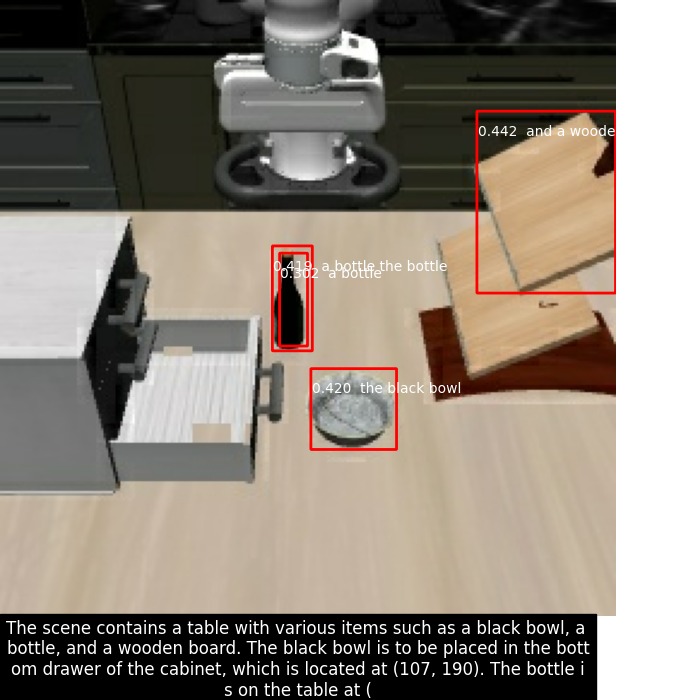 0.442  and a woode
0.419  a bottle the bottle
0.302  a bottle
0.420  the black bowl
The scene contains a table with various items such as a black bowl, a
bottle, and a wooden board. The black bowl is to be placed in the bott
om drawer of the cabinet, which is located at (107, 190). The bottle i
s on the table at (